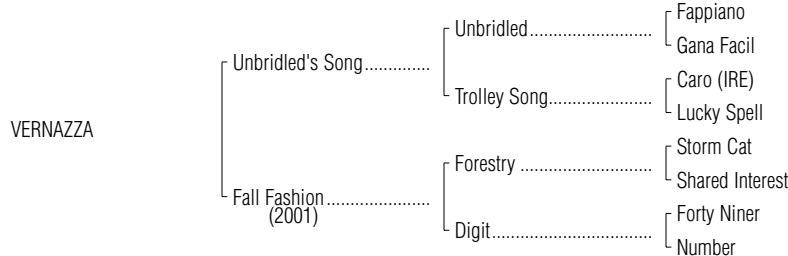 Fappiano
Unbridled..............................
Gana Facil
Unbridled's Song..............
Caro (IRE)
Trolley Song.........................
Lucky Spell
VERNAZZA
Storm Cat
Forestry ...............................
Shared Interest
Fall Fashion ......................
(2001)
Forty Niner
Digit.....................................
Number